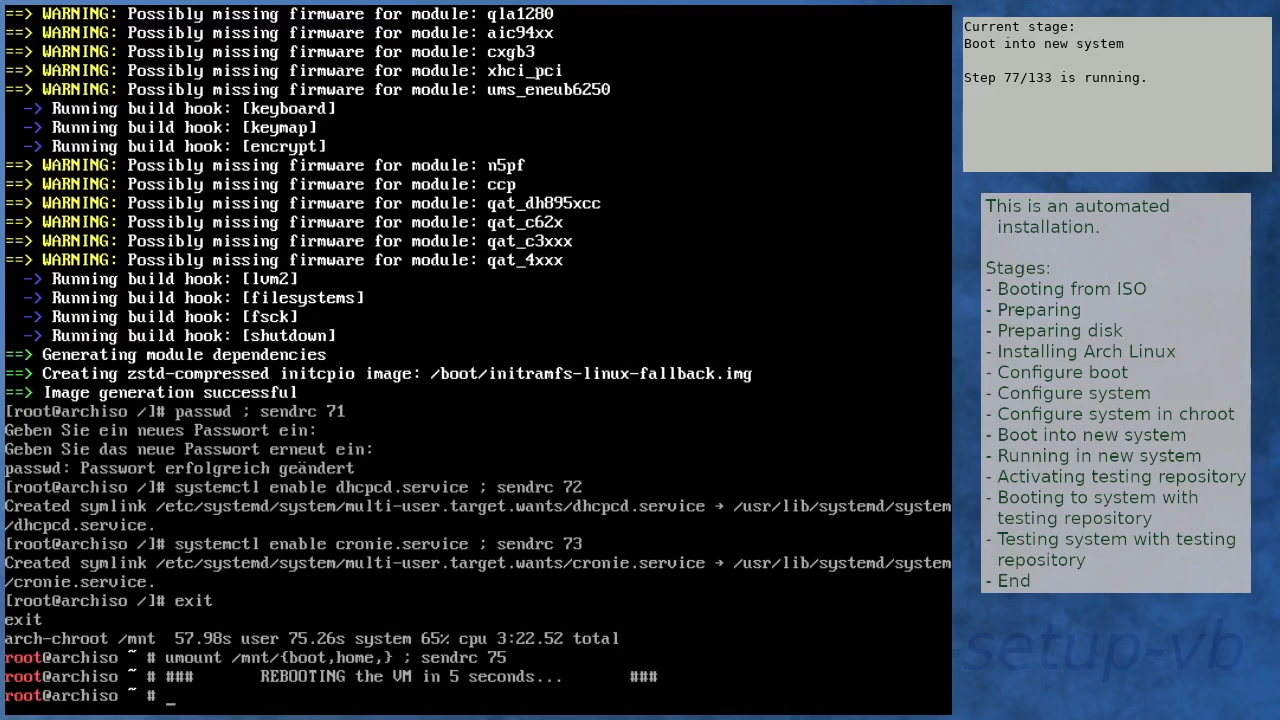 ==> WARNING: Possibly missing firmware for module: qla1280
==> WARNING: Possibly missing firmware for module: aic94xx
==> WARNING: Possibly missing firmware for module: cxgb3
==> WARNING: Possibly missing firmware for module: xhci_pci
==> WARNING: Possibly missing firmware for module: ums_eneub6250
  -> Running build hook: [keyboard]
  -> Running build hook: [keymap]
  -> Running build hook: [encrypt]
==> WARNING: Possibly missing firmware for module: n5pf
==> WARNING: Possibly missing firmware for module: ccp
==> WARNING: Possibly missing firmware for module: qat_dh895xcc
==> WARNING: Possibly missing firmware for module: qat_c62x
==> WARNING: Possibly missing firmware for module: qat_c3xxx
==> WARNING: Possibly missing firmware for module: qat_4xxx
  -> Running build hook: [lvm2]
  -> Running build hook: [filesystems]
  -> Running build hook: [fsck]
  -> Running build hook: [shutdown]
==> Generating module dependencies
==> Creating zstd-compressed initcpio image: /boot/initramfs-linux-fallback.img
==> Image generation successful
[root@archiso /]# passwd ; sendrc 71
Geben Sie ein neues Passwort ein:
Geben Sie das neue Passwort erneut ein:
passwd: Passwort erfolgreich geändert
[root@archiso /]# systemctl enable dhcpcd.service ; sendrc 72
Created symlink /etc/systemd/system/multi-user.target.wants/dhcpcd.service → /usr/lib/systemd/system
/dhcpcd.service.
[root@archiso /]# systemctl enable cronie.service ; sendrc 73
Created symlink /etc/systemd/system/multi-user.target.wants/cronie.service → /usr/lib/systemd/system
/cronie.service.
[root@archiso /]# exit
exit
arch-chroot /mnt  57.98s user 75.26s system 65% cpu 3:22.52 total
root@archiso ~ # umount /mnt/{boot,home,} ; sendrc 75
root@archiso ~ # ###       REBOOTING the VM in 5 seconds...       ###
root@archiso ~ # _
Current stage:
Boot into new system
Step 77/133 is running.
This is an automated
installation.
Stages:
- Booting from ISO
- Preparing
- Preparing disk
- Installing Arch Linux
- Configure boot
- Configure system
- Configure system in chroot
- Boot into new system
- Running in new system
- Activating testing repository
- Booting to system with
testing repository
- Testing system with testing
repository
- End
-setup-vb